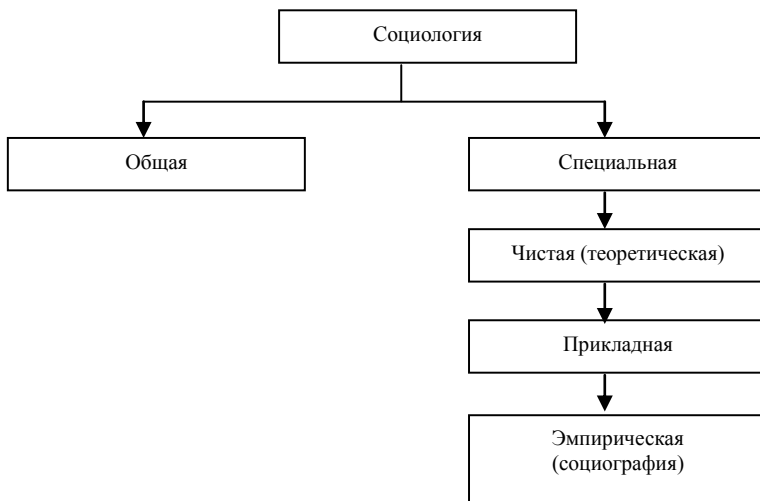 Социология
Общая
Специальная
Чистая (теоретическая)
Прикладная
Эмпирическая
(социография)